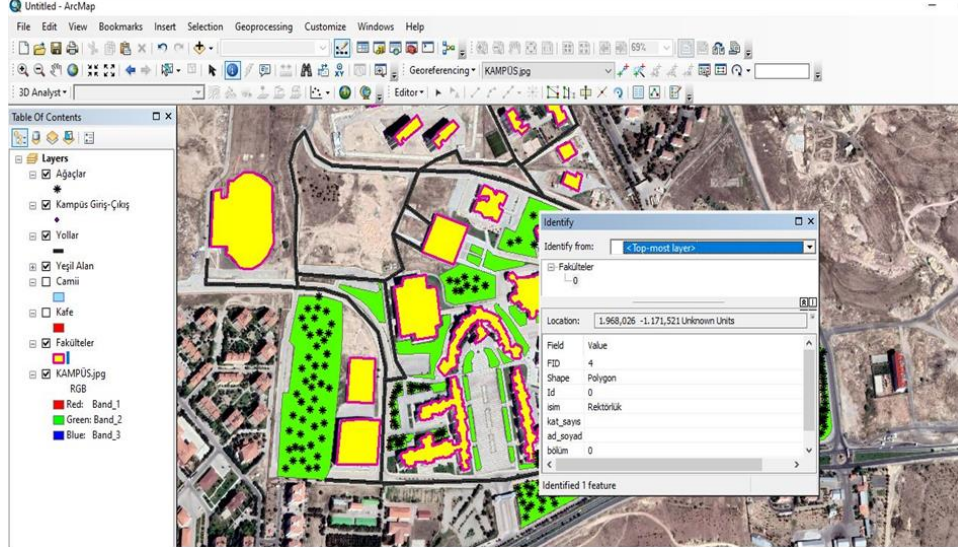 Untitled - ArcMap
File Edit View Bookmarks Insert Selection Geoprocessing Customize Windows Help
69%
Georeferencing KAMPÜS.jpg
3D Analyst Editor
Table Of Contents
Layers
Ağaçlar
Kampüs Giriş-Çıkış
Yollar
Yeşil Alan
Camii
Kafe
Fakülteler
KAMPÜS.jpg
RGB
Red: Band_1
Green: Band_2
Blue: Band_3
Identify
Identify from: <Top-most layer>
Fakülteler
0
Location: 1.968,026 -1.171,521 Unknown Units
Field Value
FID 4
Shape Polygon
Id 0
isim Rektörlük
kat_sayıs
ad_soyad
bölüm 0
Identified 1 feature